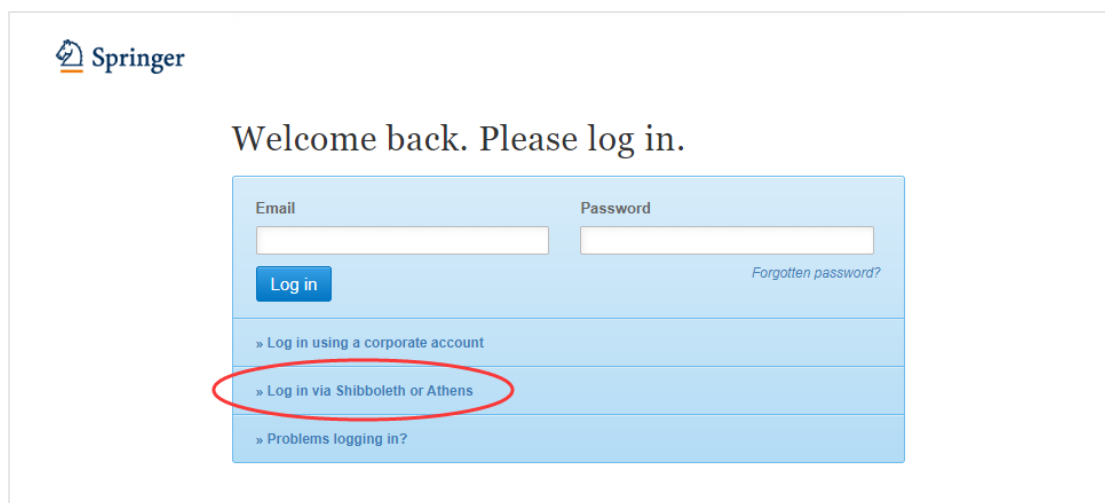 Springer
Welcome back. Please log in.
Email
Password
Log in
Forgotten password?
» Log in using a corporate account
» Log in via Shibboleth or Athens
» Problems logging in?